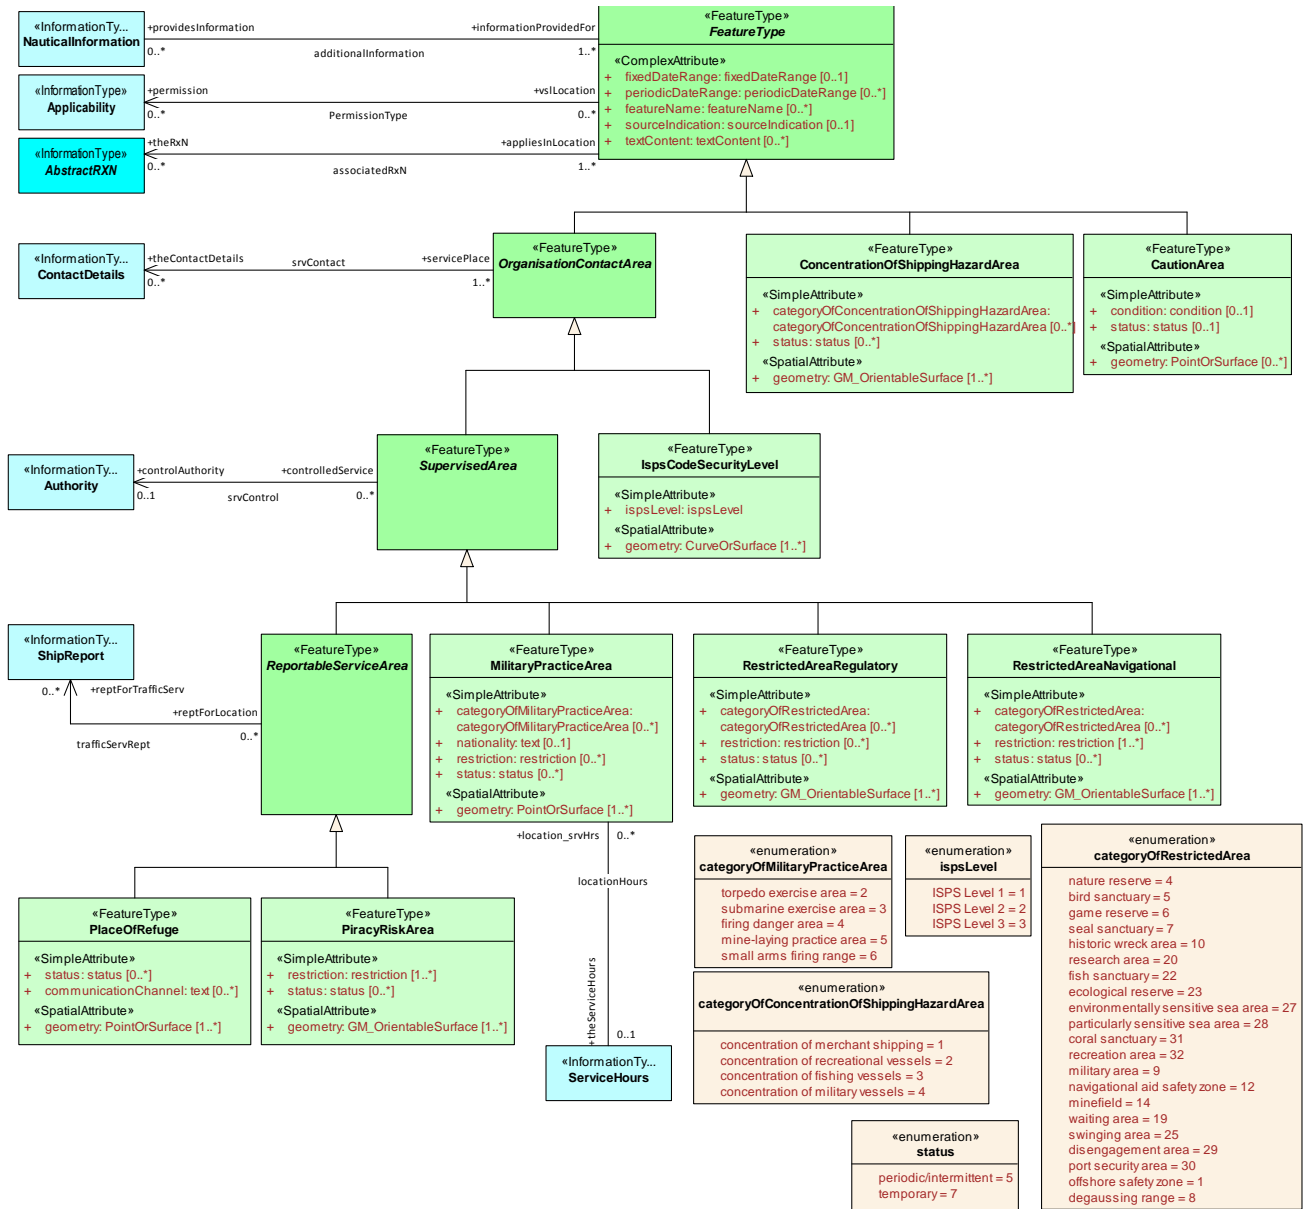 «InformationTy...
NauticalInformation
+providesInformation
+informationProvidedFor
0..*
additionalInformation
1..*
«FeatureType»
FeatureType
«ComplexAttribute»
+ fixedDateRange: fixedDateRange [0..1]
+ periodicDateRange: periodicDateRange [0..*]
+ featureName: featureName [0..*]
+ sourceIndication: sourceIndication [0..1]
+ textContent: textContent [0..*]
«InformationType»
Applicability
+permission
+vslLocation
0..*
PermissionType
0..*
«InformationType»
AbstractRXN
+theRxN
+appliesInLocation
0..*
associatedRxN
1..*
«InformationType»
ContactDetails
+theContactDetails
srvContact
+servicePlace
0..*
1..*
«FeatureType»
OrganisationContactArea
«FeatureType»
ConcentrationOfShippingHazardArea
«SimpleAttribute»
+ categoryOfConcentrationOfShippingHazardArea:
categoryOfConcentrationOfShippingHazardArea [0..*]
+ status: status [0..*]
«SpatialAttribute»
+ geometry: GM_OrientableSurface [1..*]
«FeatureType»
CautionArea
«SimpleAttribute»
+ condition: condition [0..1]
+ status: status [0..1]
«SpatialAttribute»
+ geometry: PointOrSurface [0..*]
«InformationTy...
Authority
+controlAuthority
+controlledService
0..1
srvControl
0..*
«FeatureType»
SupervisedArea
«FeatureType»
IspsCodeSecurityLevel
«SimpleAttribute»
+ ispsLevel: ispsLevel
«SpatialAttribute»
+ geometry: CurveOrSurface [1..*]
«InformationTy...
ShipReport
0..*
+reptForTrafficServ
+reptForLocation
trafficServRept
0..*
«FeatureType»
ReportableServiceArea
«FeatureType»
MilitaryPracticeArea
«SimpleAttribute»
+ categoryOfMilitaryPracticeArea:
categoryOfMilitaryPracticeArea [0..*]
+ nationality: text [0..1]
+ restriction: restriction [0..*]
+ status: status [0..*]
«SpatialAttribute»
+ geometry: PointOrSurface [1..*]
«FeatureType»
RestrictedAreaRegulatory
«SimpleAttribute»
+ categoryOfRestrictedArea:
categoryOfRestrictedArea [0..*]
+ restriction: restriction [0..*]
+ status: status [0..*]
«SpatialAttribute»
+ geometry: GM_OrientableSurface [1..*]
«FeatureType»
RestrictedAreaNavigational
«SimpleAttribute»
+ categoryOfRestrictedArea:
categoryOfRestrictedArea [0..*]
+ restriction: restriction [1..*]
+ status: status [0..*]
«SpatialAttribute»
+ geometry: GM_OrientableSurface [1..*]
+location_srvHrs
0..*
locationHours
+theServiceHours
0..1
«InformationTy...
ServiceHours
«FeatureType»
PlaceOfRefuge
«SimpleAttribute»
+ status: status [0..*]
+ communicationChannel: text [0..*]
«SpatialAttribute»
+ geometry: PointOrSurface [1..*]
«FeatureType»
PiracyRiskArea
«SimpleAttribute»
+ restriction: restriction [1..*]
+ status: status [0..*]
«SpatialAttribute»
+ geometry: GM_OrientableSurface [1..*]
«enumeration»
categoryOfMilitaryPracticeArea
torpedo exercise area = 2
submarine exercise area = 3
firing danger area = 4
mine-laying practice area = 5
small arms firing range = 6
«enumeration»
ispsLevel
ISPS Level 1 = 1
ISPS Level 2 = 2
ISPS Level 3 = 3
«enumeration»
categoryOfRestrictedArea
nature reserve = 4
bird sanctuary = 5
game reserve = 6
seal sanctuary = 7
historic wreck area = 10
research area = 20
fish sanctuary = 22
ecological reserve = 23
environmentally sensitive sea area = 27
particularly sensitive sea area = 28
coral sanctuary = 31
recreation area = 32
military area = 9
navigational aid safety zone = 12
minefield = 14
waiting area = 19
swinging area = 25
disengagement area = 29
port security area = 30
offshore safety zone = 1
degaussing range = 8
«enumeration»
categoryOfConcentrationOfShippingHazardArea
concentration of merchant shipping = 1
concentration of recreational vessels = 2
concentration of fishing vessels = 3
concentration of military vessels = 4
«enumeration»
status
periodic/intermittent = 5
temporary = 7